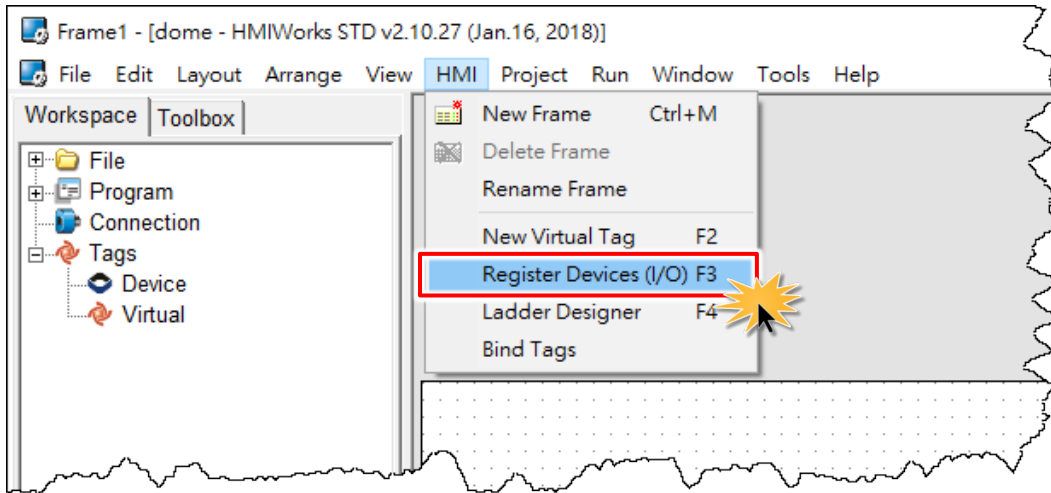 Frame1 - [dome - HMIWorks STD v2.10.27 (Jan.16, 2018)]
File Edit Layout Arrange View HMI Project Run Window Tools Help
Workspace Toolbox
File
Program
Connection
Tags
Device
Virtual
New Frame Ctrl+M
Delete Frame
Rename Frame
New Virtual Tag F2
Register Devices (I/O) F3
Ladder Designer F4
Bind Tags